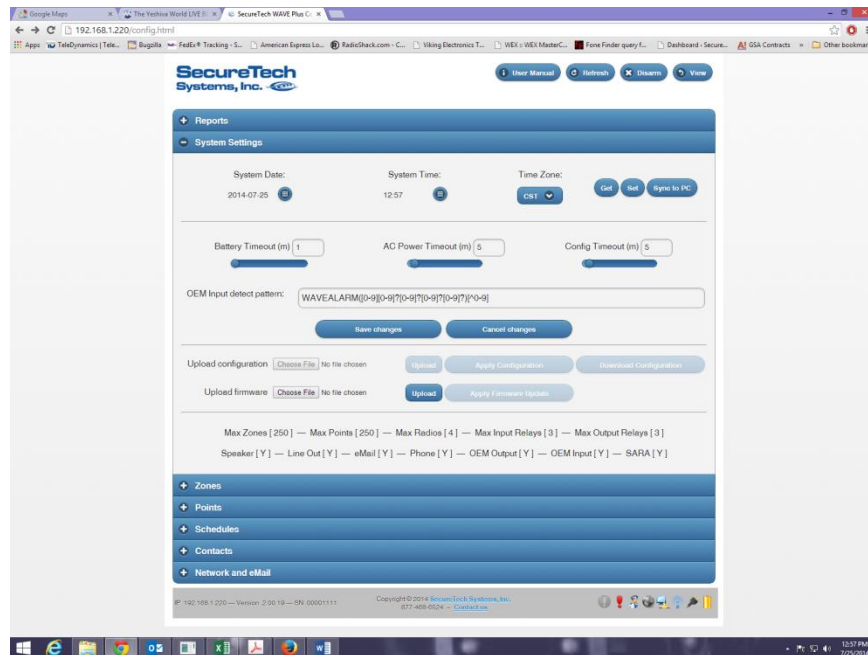 Google Maps
The Yeshiva World LIVE B
SecureTech WAVE Plus Co
192.168.1.220/config.html
Apps
TeleDynamics | Tele...
Bugzilla
FedEx® Tracking - S...
American Express Lo...
RadioShack.com - C...
Viking Electronics T...
WEX :: WEX MasterC...
Fone Finder query f...
Dashboard - Secure...
GSA Contracts
»
Other bookmar
SecureTech
Systems, Inc.
User Manual
Refresh
Disarm
View
Reports
System Settings
System Date:
System Time:
Time Zone:
2014-07-25
12:57
CST
Get
Set
Sync to PC
Battery Timeout (m) 1
AC Power Timeout (m) 5
Config Timeout (m) 5
OEM Input detect pattern:
WAVEALARM([0-9][0-9]?[0-9]?[0-9]?[0-9]?)[^0-9]
Save changes
Cancel changes
Upload configuration
Choose File No file chosen
Upload
Apply Configuration
Download Configuration
Upload firmware
Choose File No file chosen
Upload
Apply Firmware Update
Max Zones [ 250 ] — Max Points [ 250 ] — Max Radios [ 4 ] — Max Input Relays [ 3 ] — Max Output Relays [ 3 ]
Speaker [ Y ] — Line Out [ Y ] — eMail [ Y ] — Phone [ Y ] — OEM Output [ Y ] — OEM Input [ Y ] — SARA [ Y ]
Zones
Points
Schedules
Contacts
Network and eMail
IP :192.168.1.220 — Version: 2.00.19 — SN: 00001111
Copyright © 2014 SecureTech Systems, Inc.
877-468-6524 – Contact us
12:57 PM